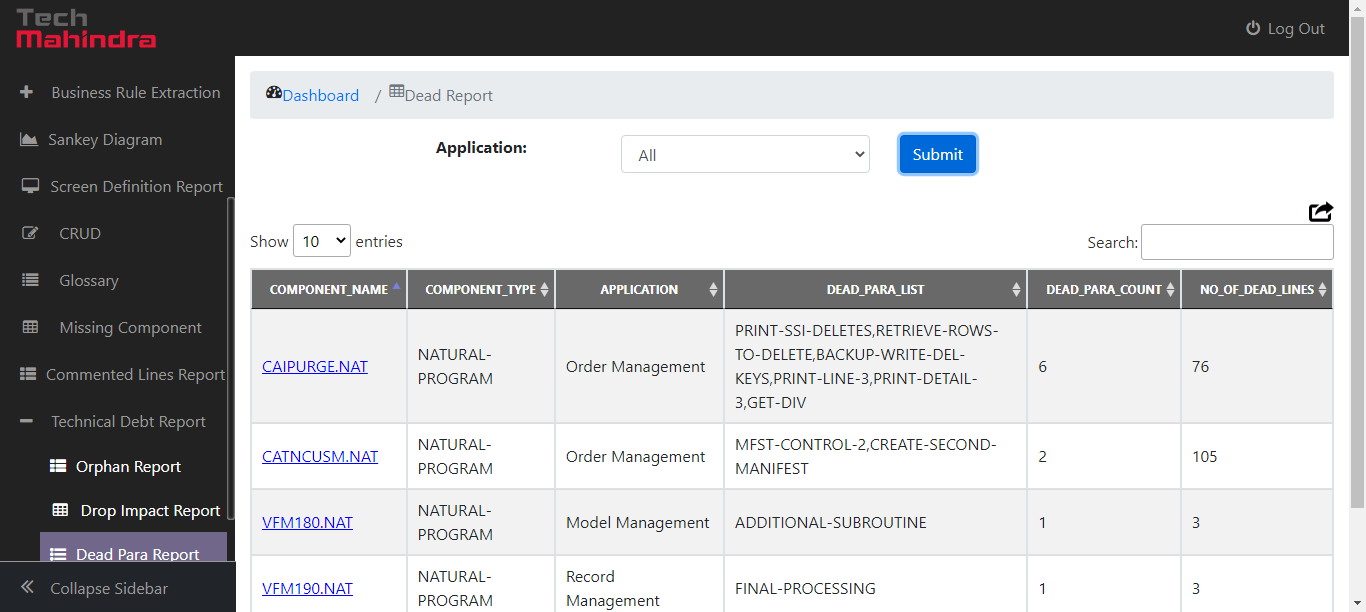 Tech
Mahindra
Log Out
Business Rule Extraction
Sankey Diagram
Screen Definition Report
CRUD
Glossary
Missing Component
Commented Lines Report
Technical Debt Report
Orphan Report
Drop Impact Report
Dead Para Report
Collapse Sidebar
Dashboard / Dead Report
Application: All Submit
Show 10 entries Search:
COMPONENT_NAME COMPONENT_TYPE APPLICATION DEAD_PARA_LIST DEAD_PARA_COUNT NO_OF_DEAD_LINES
PRINT-SSI-DELETES,RETRIEVE-ROWS-
NATURAL- TO-DELETE,BACKUP-WRITE-DEL-
CAIPURGE.NAT Order Management 6 76
PROGRAM KEYS,PRINT-LINE-3,PRINT-DETAIL-
3,GET-DIV
NATURAL- MFST-CONTROL-2,CREATE-SECOND-
CATNCUSM.NAT Order Management 2 105
PROGRAM MANIFEST
NATURAL-
VFM180.NAT Model Management ADDITIONAL-SUBROUTINE 1 3
PROGRAM
NATURAL- Record
VFM190.NAT FINAL-PROCESSING 1 3
PROGRAM Management